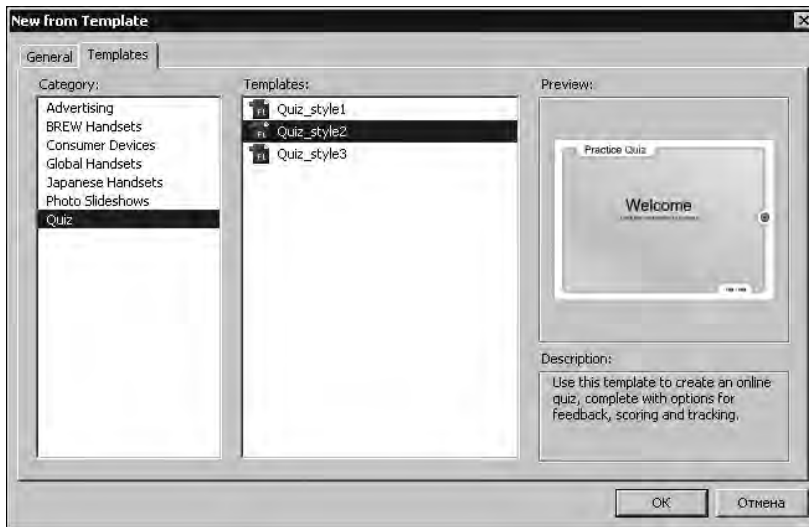 New from Template
General
Templates
Category:
Advertising
BREW Handsets
Consumer Devices
Global Handsets
Japanese Handsets
Photo Slideshows
Quiz
Templates:
Quiz_style1
Quiz_style2
Quiz_style3
Preview:
Practice Quiz
Welcome
Description:
Use this template to create an online
quiz, complete with options for
feedback, scoring and tracking.
OK
Отмена